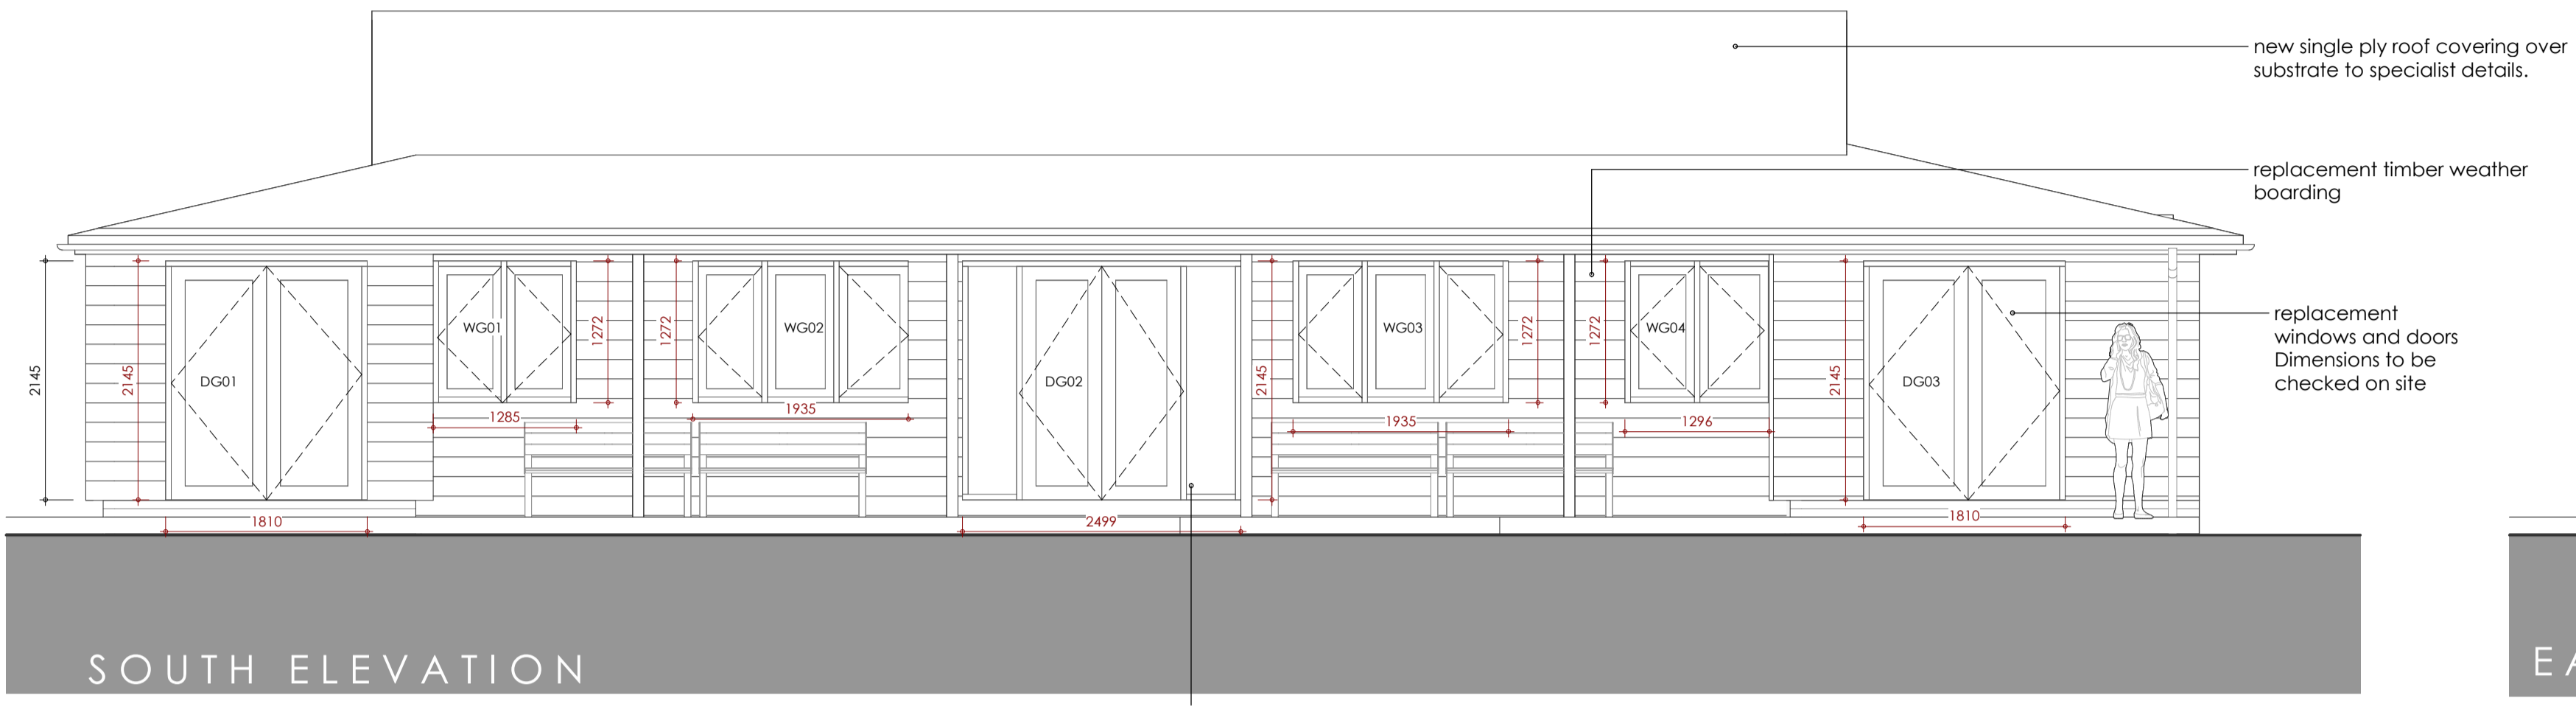 new single ply roof covering over
substrate to specialist details.
replacement timber weather
boarding
replacement
windows and doors
Dimensions to be
checked on site
2145
2145
DG01
1810
WG01
1285
1272
1272
WG02
1935
DG02
2499
2145
WG03
1935
1272
1272
WG04
1296
2145
DG03
1810
SOUTH ELEVATION
EA